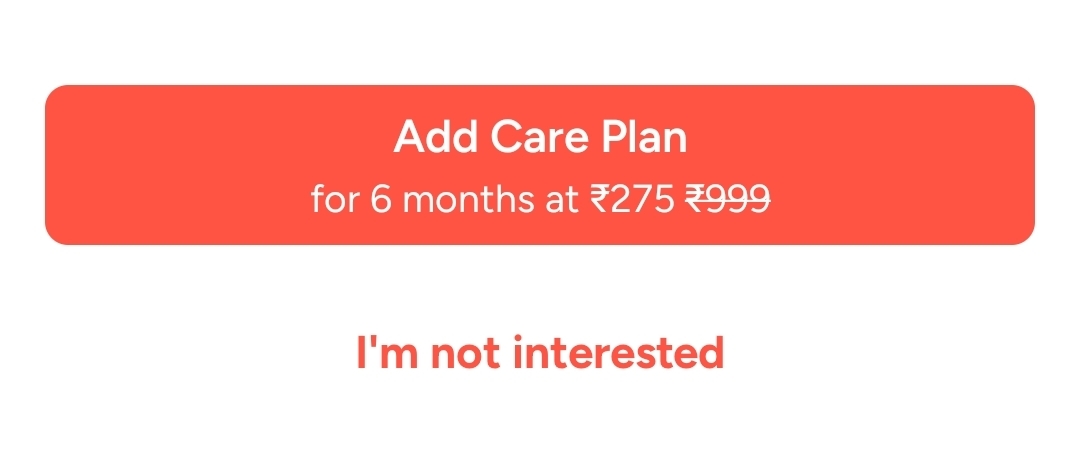 Add Care Plan
for 6 months at ₹275 ₹999
I'm not interested